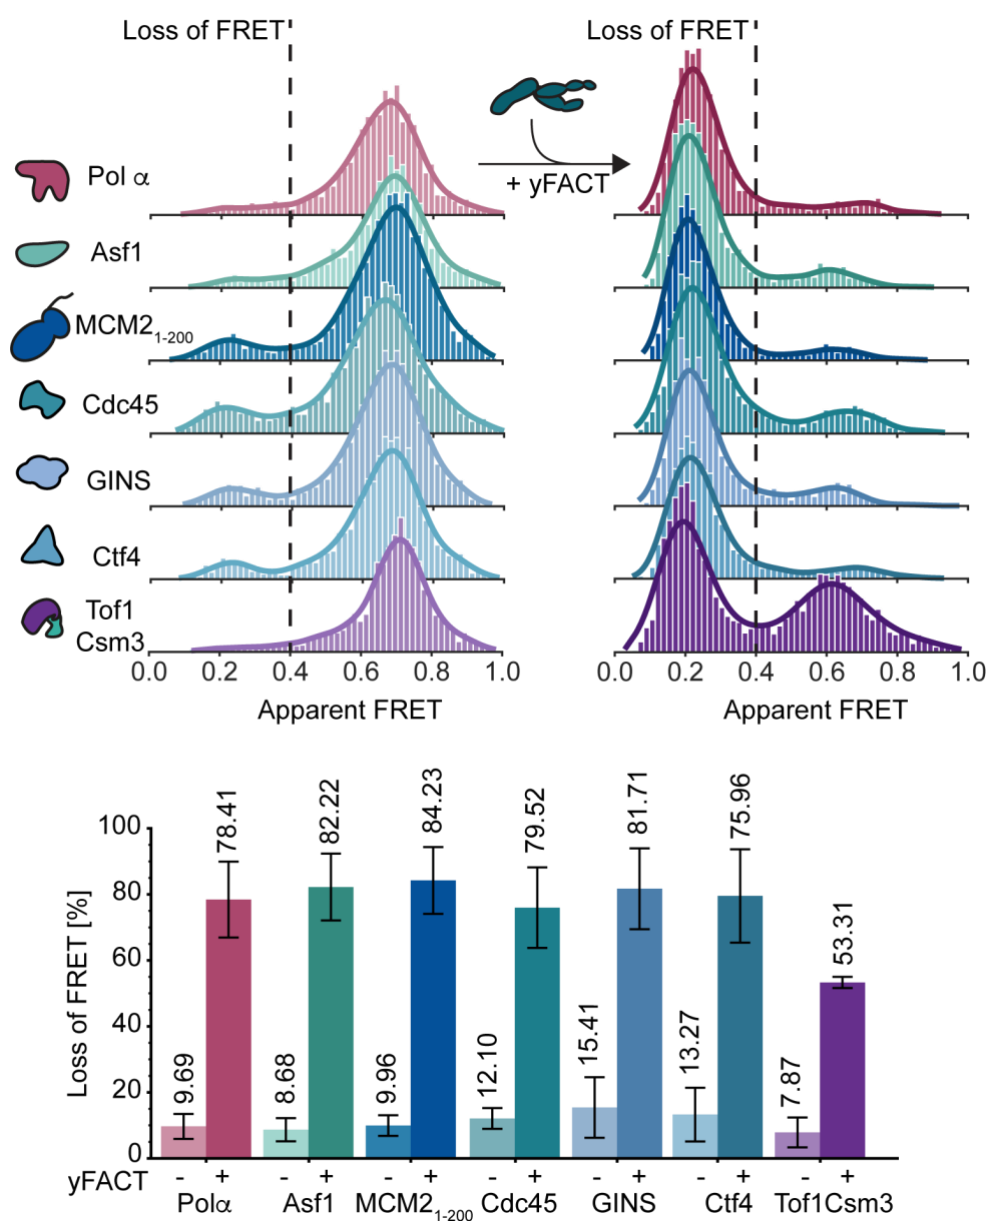 Loss of FRET Loss of FRET
+ yFACT
Pol α
Asf1
MCM2₁₋₂₀₀
Cdc45
GINS
Ctf4
Tof1
Csm3
0.0 0.2 0.4 0.6 0.8 1.0 0.0 0.2 0.4 0.6 0.8 1.0
Apparent FRET Apparent FRET
Loss of FRET [%]
100
80
60
40
20
0
9.69 78.41 8.68 82.22 9.96 84.23 12.10 79.52 15.41 81.71 13.27 75.96 7.87 53.31
yFACT - + - + - + - + - + - + - +
Polα Asf1 MCM2₁₋₂₀₀ Cdc45 GINS Ctf4 Tof1Csm3